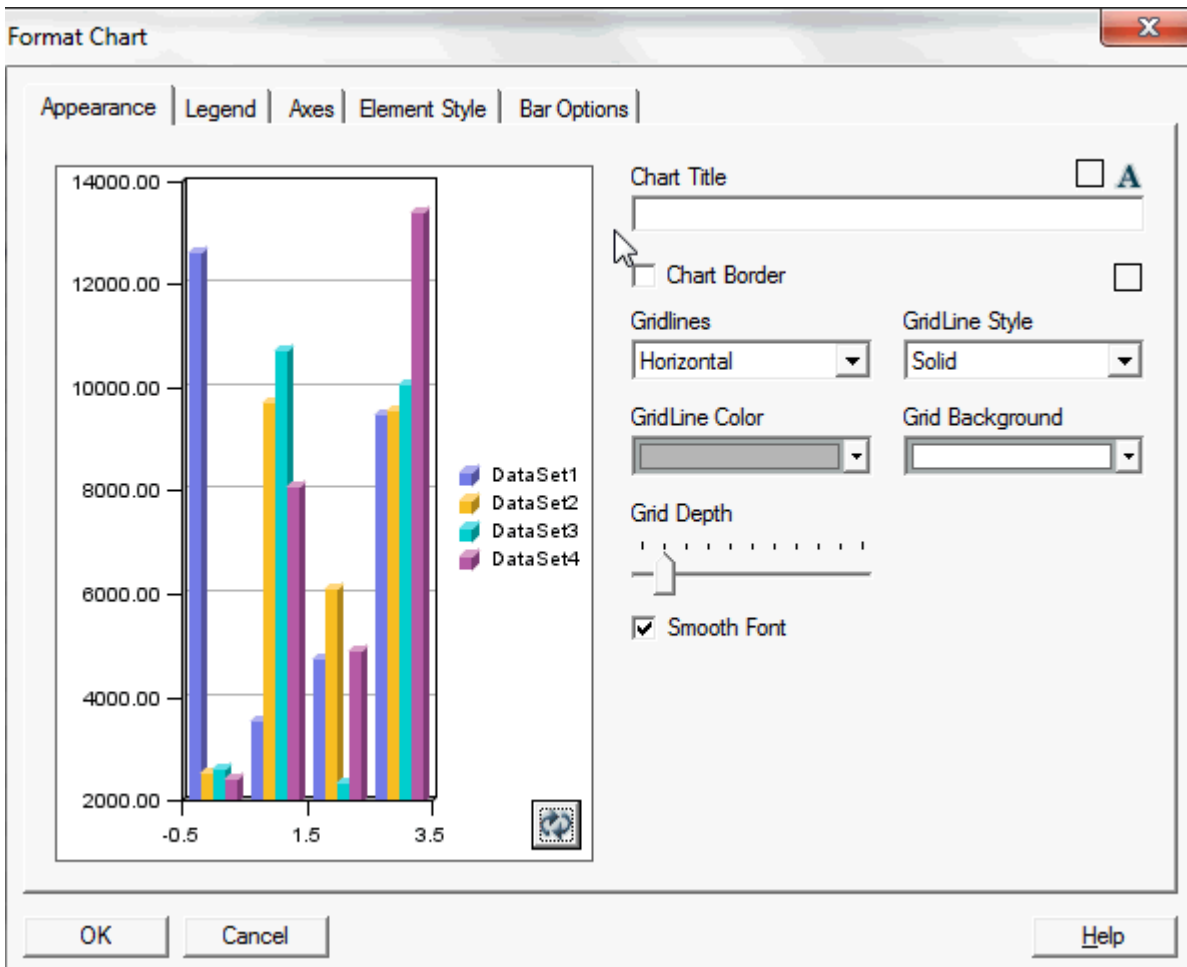 Format Chart
Appearance Legend Axes Element Style Bar Options
14000.00
12000.00
10000.00
8000.00
6000.00
4000.00
2000.00
-0.5 1.5 3.5
DataSet1
DataSet2
DataSet3
DataSet4
Chart Title
A
Chart Border
Gridlines GridLine Style
Horizontal Solid
GridLine Color Grid Background
Grid Depth
Smooth Font
OK Cancel Help